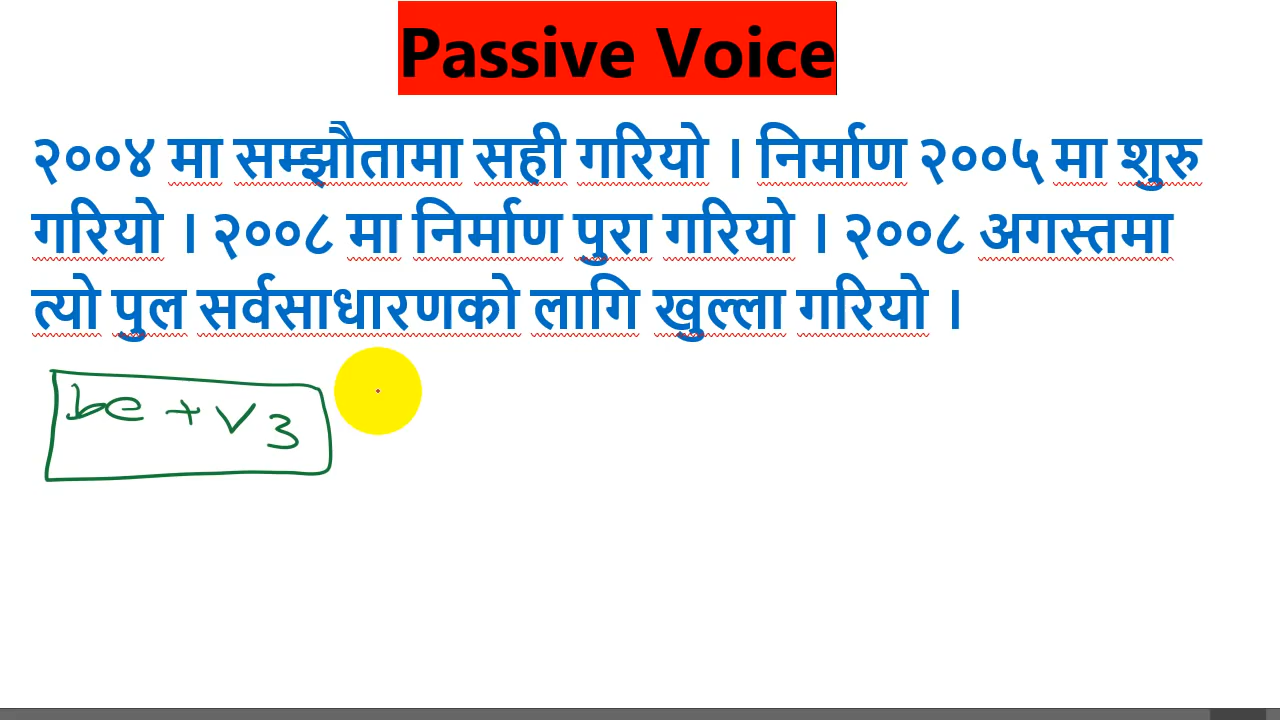 Passive Voice
२००४ मा सम्झौतामा सही गरियो । निर्माण २००५ मा शुरु
गरियो । २००८ मा निर्माण पुरा गरियो । २००८ अगस्तमा
त्यो पुल सर्वसाधारणको लागि खुल्ला गरियो ।
be + v3